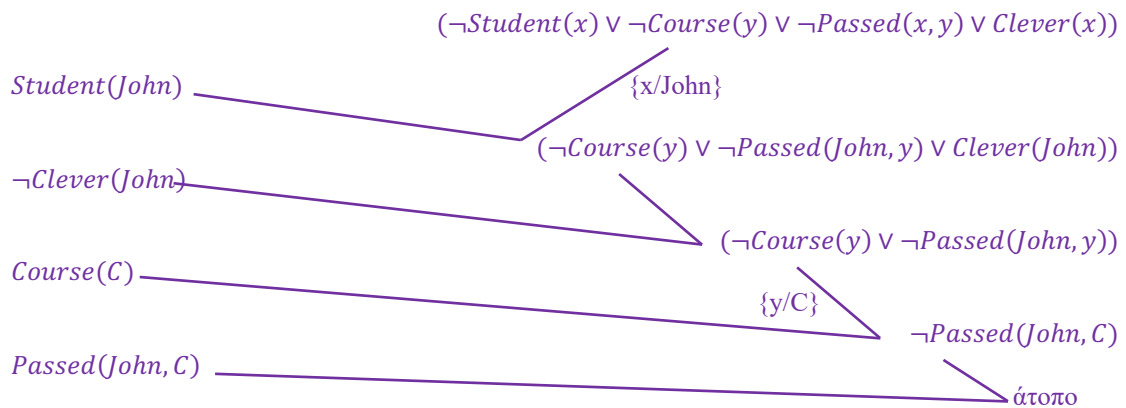 (¬Student(x) ∨ ¬Course(y) ∨ ¬Passed(x, y) ∨ Clever(x))
Student(John)
{x/John}
(¬Course(y) ∨ ¬Passed(John, y) ∨ Clever(John))
¬Clever(John)
(¬Course(y) ∨ ¬Passed(John, y))
Course(C)
{y/C}
¬Passed(John, C)
Passed(John, C)
άτοπο